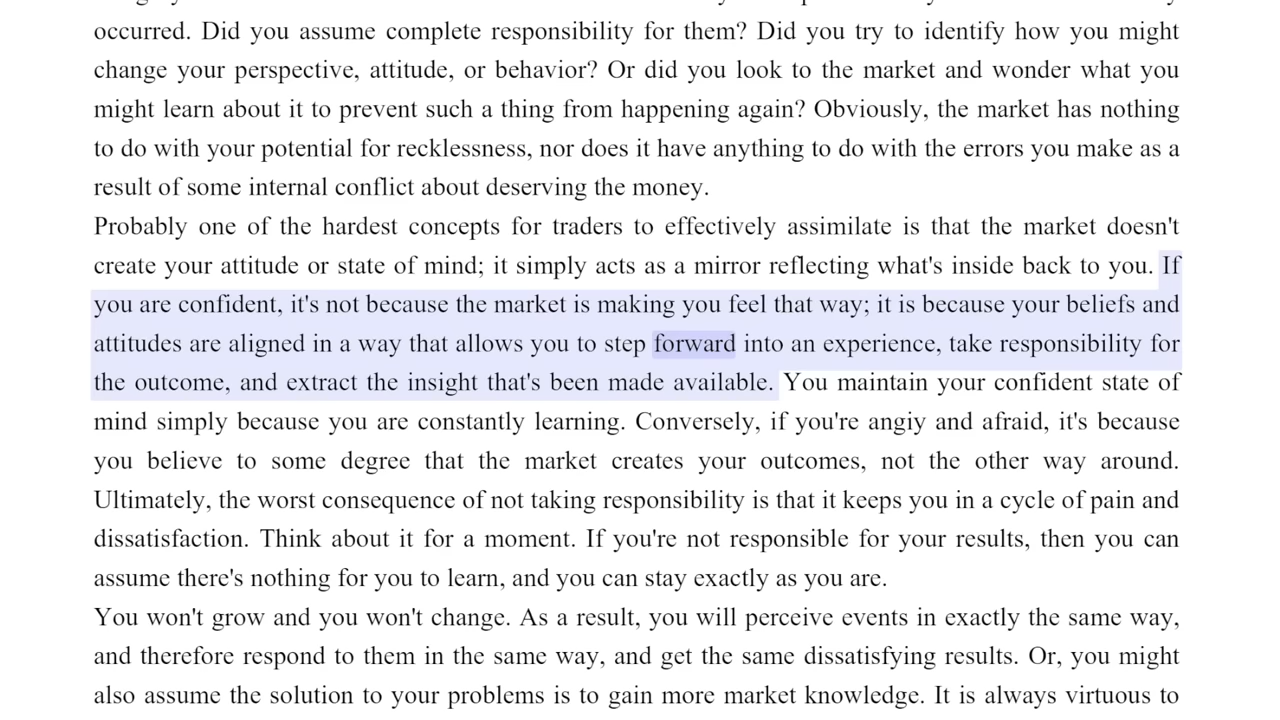 occurred. Did you assume complete responsibility for them? Did you try to identify how you might
change your perspective, attitude, or behavior? Or did you look to the market and wonder what you
might learn about it to prevent such a thing from happening again? Obviously, the market has nothing
to do with your potential for recklessness, nor does it have anything to do with the errors you make as a
result of some internal conflict about deserving the money.
Probably one of the hardest concepts for traders to effectively assimilate is that the market doesn't
create your attitude or state of mind; it simply acts as a mirror reflecting what's inside back to you. If
you are confident, it's not because the market is making you feel that way; it is because your beliefs and
attitudes are aligned in a way that allows you to step forward into an experience, take responsibility for
the outcome, and extract the insight that's been made available. You maintain your confident state of
mind simply because you are constantly learning. Conversely, if you're angiy and afraid, it's because
you believe to some degree that the market creates your outcomes, not the other way around.
Ultimately, the worst consequence of not taking responsibility is that it keeps you in a cycle of pain and
dissatisfaction. Think about it for a moment. If you're not responsible for your results, then you can
assume there's nothing for you to learn, and you can stay exactly as you are.
You won't grow and you won't change. As a result, you will perceive events in exactly the same way,
and therefore respond to them in the same way, and get the same dissatisfying results. Or, you might
also assume the solution to your problems is to gain more market knowledge. It is always virtuous to